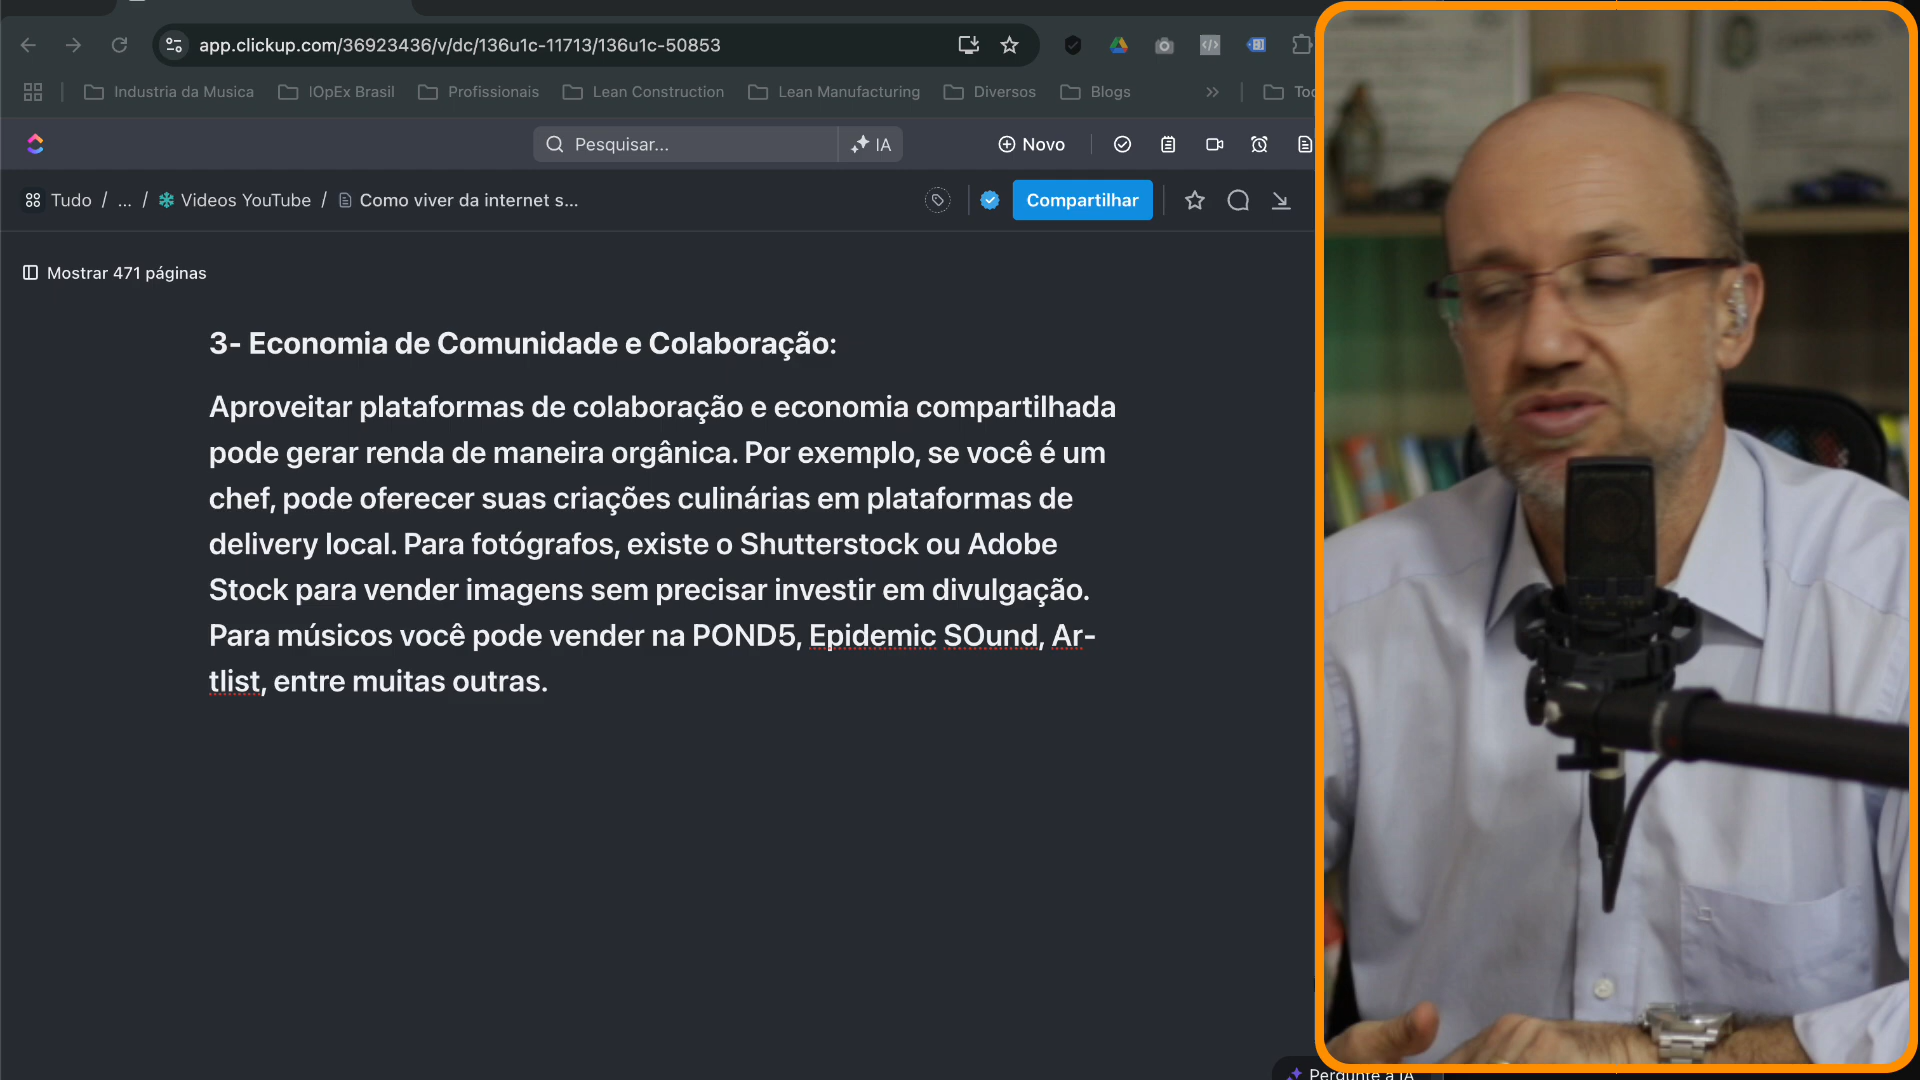 app.clickup.com/36923436/v/dc/136u1c-11713/136u1c-50853
Industria da Musica
IOpEx Brasil
Profissionais
Lean Construction
Lean Manufacturing
Diversos
Blogs
Pesquisar...
IA
Novo
Tudo / ... / Videos YouTube / Como viver da internet s...
Compartilhar
Mostrar 471 páginas
3- Economia de Comunidade e Colaboração:
Aproveitar plataformas de colaboração e economia compartilhada
pode gerar renda de maneira orgânica. Por exemplo, se você é um
chef, pode oferecer suas criações culinárias em plataformas de
delivery local. Para fotógrafos, existe o Shutterstock ou Adobe
Stock para vender imagens sem precisar investir em divulgação.
Para músicos você pode vender na POND5, Epidemic SOund, Ar-
tlist, entre muitas outras.
Pergunte à IA